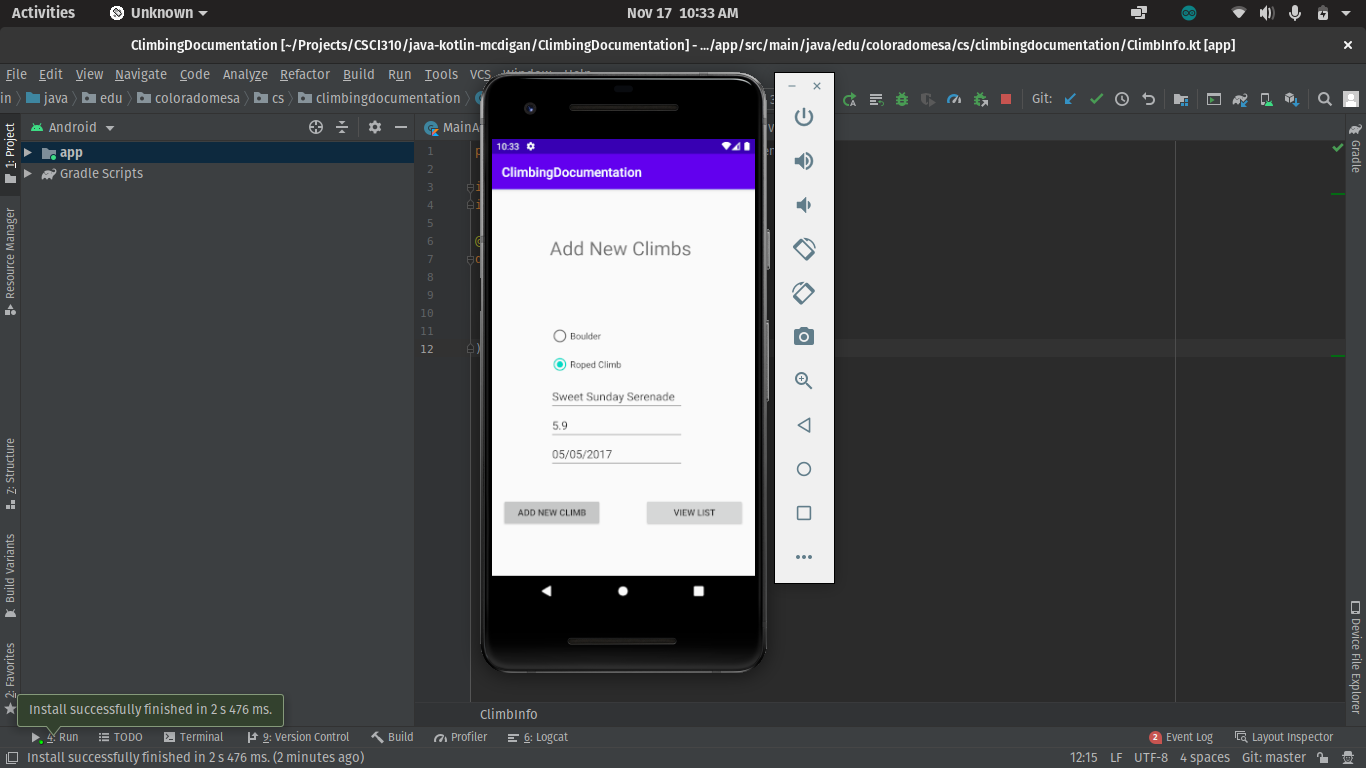 Activities
Unknown
Nov 17 10:33 AM
ClimbingDocumentation [~/Projects/CSCI310/java-kotlin-mcdigan/ClimbingDocumentation] - .../app/src/main/java/edu/coloradomesa/cs/climbingdocumentation/ClimbInfo.kt [app]
File Edit View Navigate Code Analyze Refactor Build Run Tools VCS Window Help
in java edu coloradomesa cs climbingdocumentation
Git:
Android
app
Gradle Scripts
1: Project
Resource Manager
7: Structure
Build Variants
2: Favorites
MainA
1
2
3
4
5
6
7
8
9
10
11
12
10:33
ClimbingDocumentation
Add New Climbs
Boulder
Roped Climb
Sweet Sunday Serenade
5.9
05/05/2017
ADD NEW CLIMB
VIEW LIST
Gradle
Device File Explorer
ClimbInfo
Install successfully finished in 2 s 476 ms.
4: Run TODO Terminal 9: Version Control Build Profiler 6: Logcat
2 Event Log Layout Inspector
Install successfully finished in 2 s 476 ms. (2 minutes ago)
12:15 LF UTF-8 4 spaces Git: master